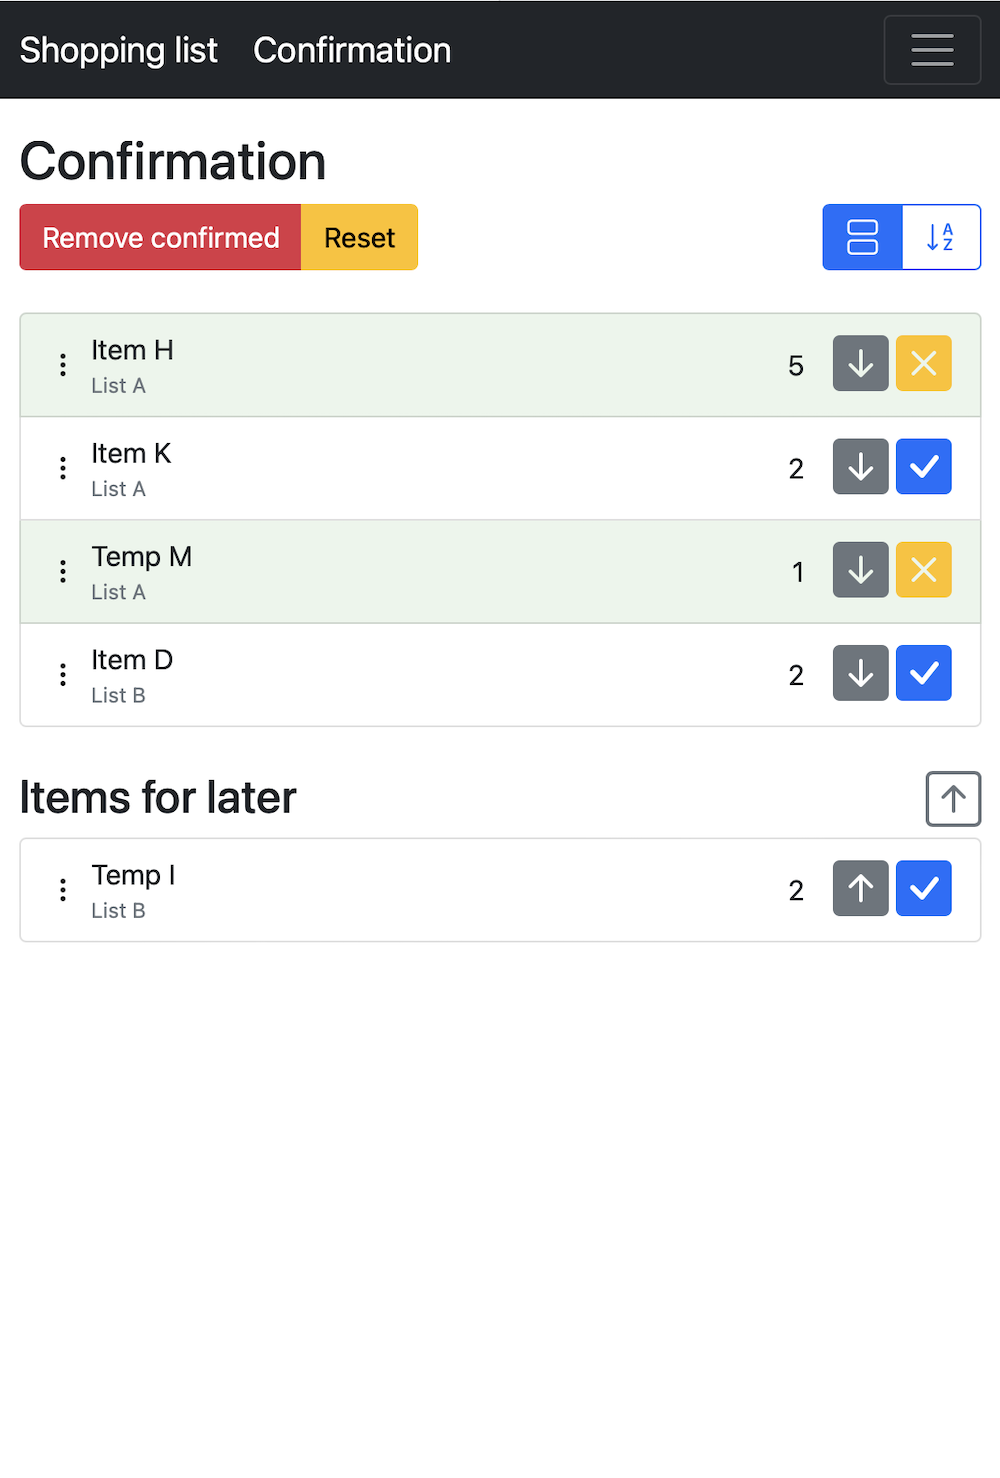 Shopping list Confirmation
Confirmation
Remove confirmed Reset A Z
Item H 5
List A
Item K 2
List A
Temp M 1
List A
Item D 2
List B
Items for later
Temp I 2
List B